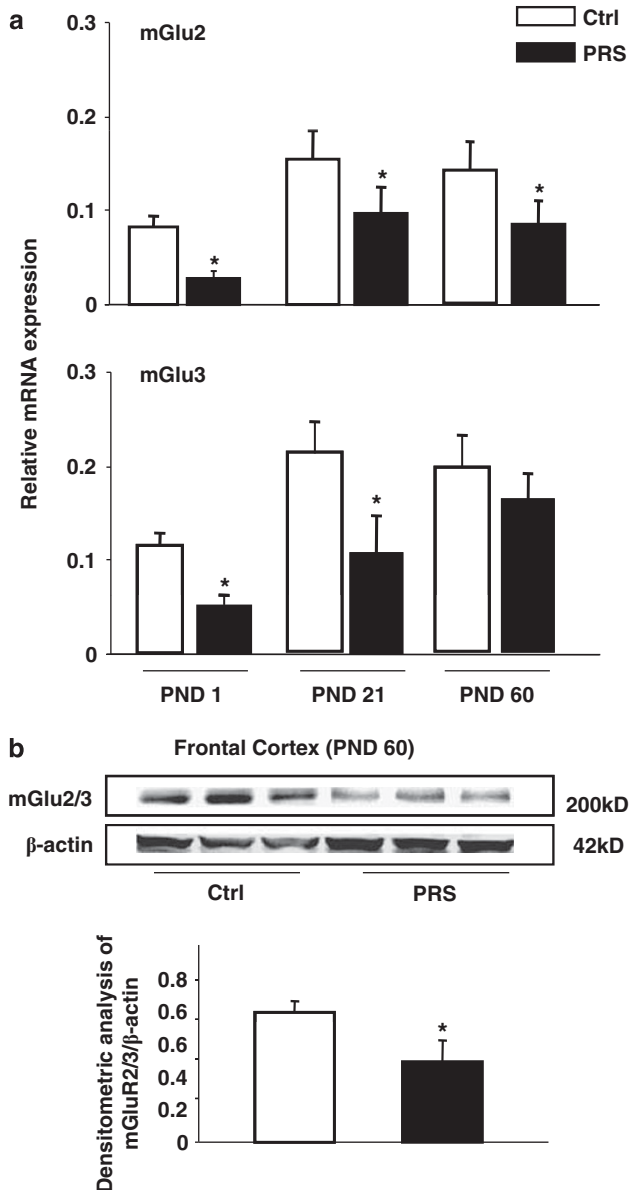 a
0.3
mGlu2
Ctrl
PRS
0.2
*
*
0.1
*
0
Relative mRNA expression
0.3
mGlu3
0.2
*
0.1
*
0
PND 1 PND 21 PND 60
b
Frontal Cortex (PND 60)
mGlu2/3 200kD
β-actin 42kD
Ctrl PRS
Densitometric analysis of
mGluR2/3/β-actin
0.8
0.6
*
0.6
0.4
0.2
0